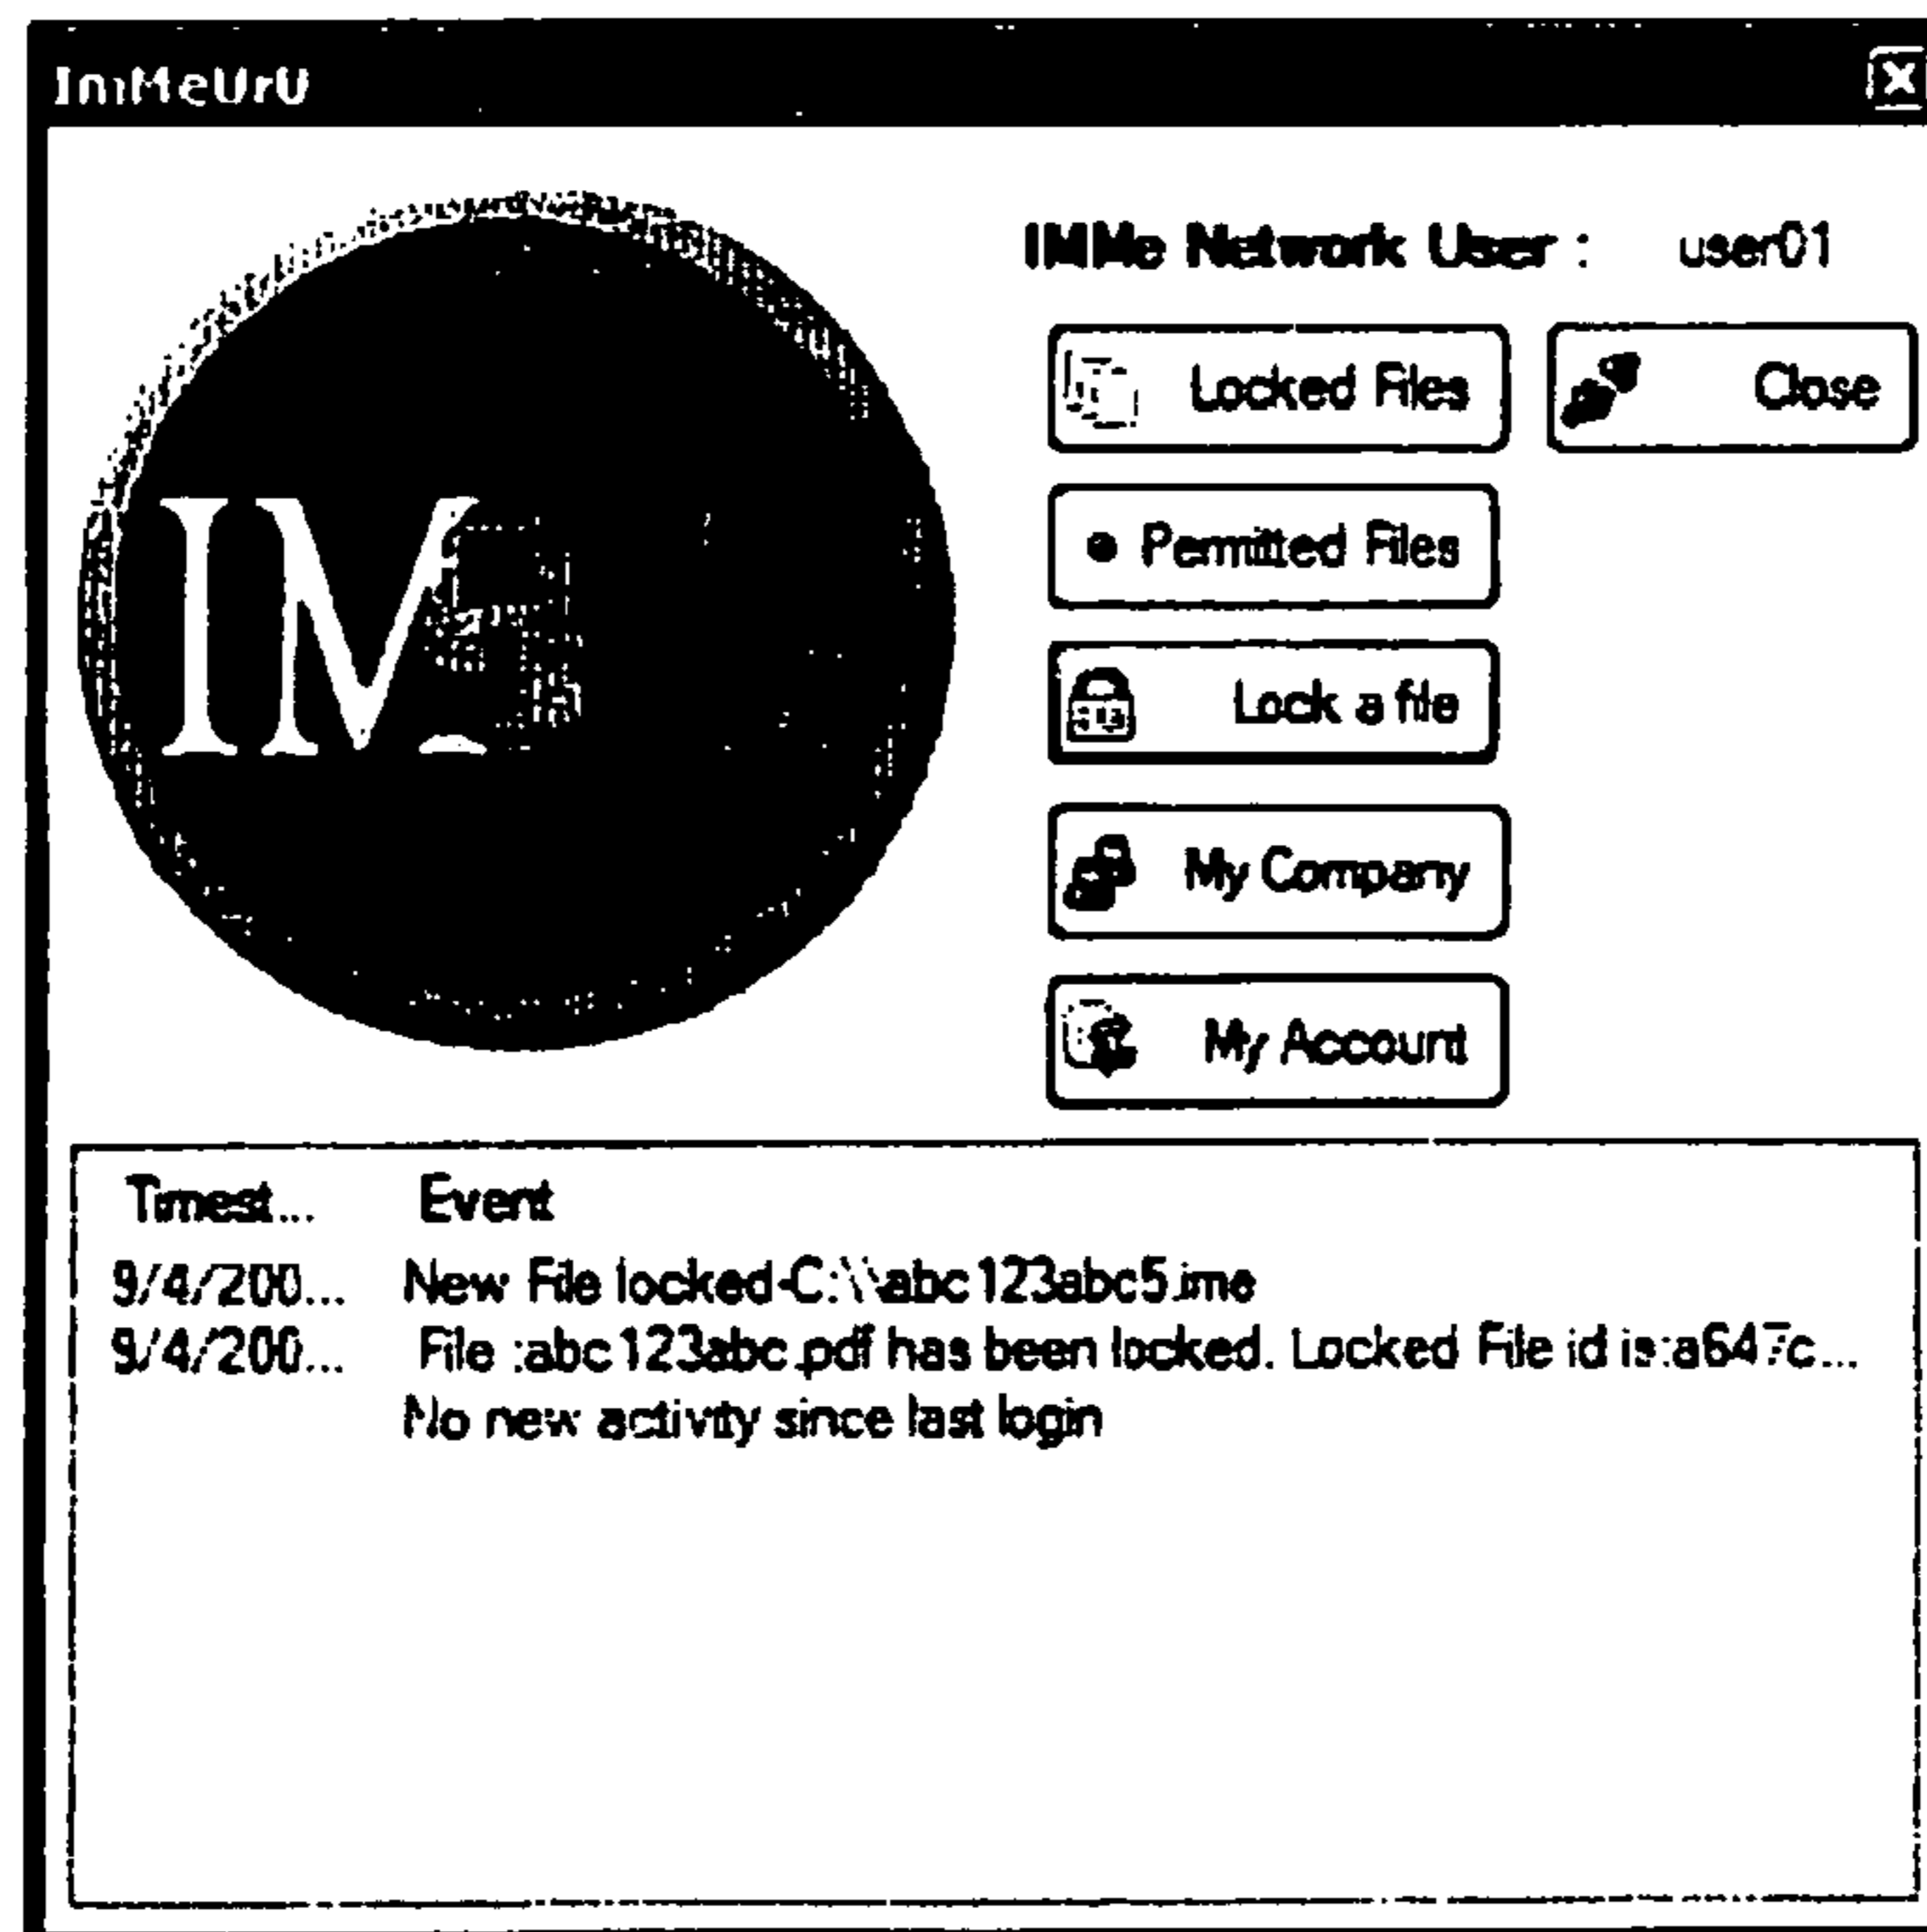 ImMeUrU
IM
IMMe Network User : user01
Locked Files
Close
Permitted Files
Lock a file
My Company
My Account
Timest... Event
9/4/200... New File locked-C:\\abc123abc5.ime
9/4/200... File :abc123abc.pdf has been locked. Locked File id is:a647c...
No new activity since last login